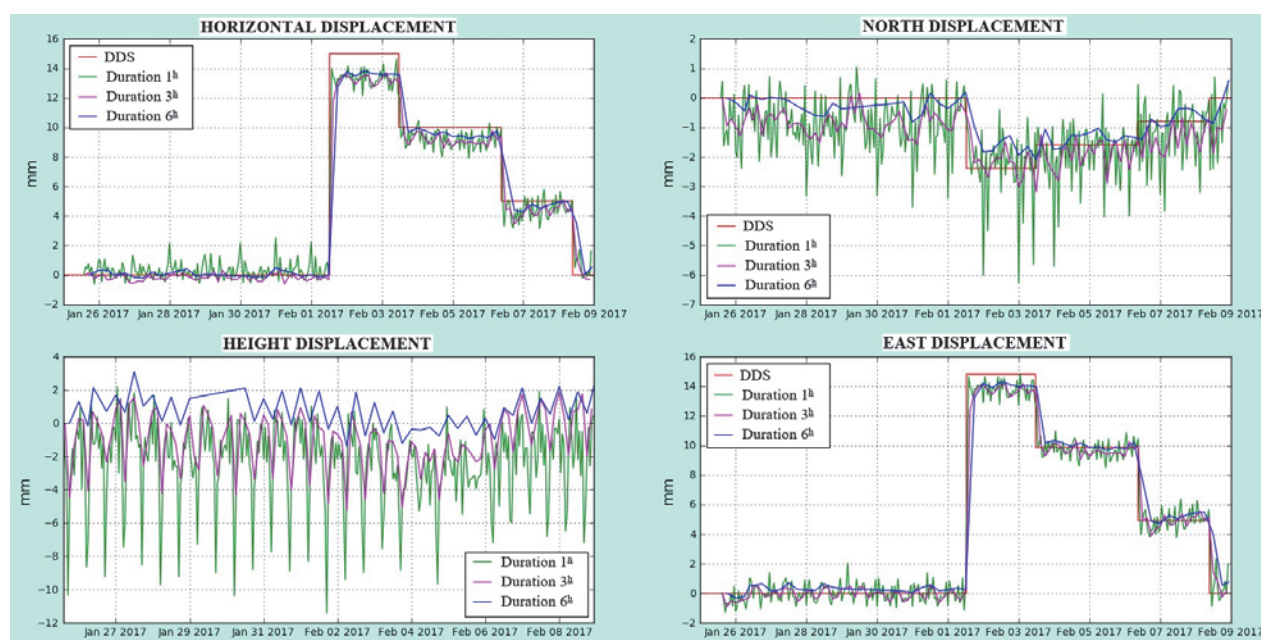 HORIZONTAL DISPLACEMENT
16
14
12
10
8
6
4
2
0
−2
mm
DDS
Duration 1h
Duration 3h
Duration 6h
Jan 26 2017 Jan 28 2017 Jan 30 2017 Feb 01 2017 Feb 03 2017 Feb 05 2017 Feb 07 2017 Feb 09 2017
NORTH DISPLACEMENT
2
1
0
−1
−2
−3
−4
−5
−6
−7
mm
DDS
Duration 1h
Duration 3h
Duration 6h
Jan 26 2017 Jan 28 2017 Jan 30 2017 Feb 01 2017 Feb 03 2017 Feb 05 2017 Feb 07 2017 Feb 09 2017
HEIGHT DISPLACEMENT
4
2
0
−2
−4
−6
−8
−10
−12
mm
Duration 1h
Duration 3h
Duration 6h
Jan 27 2017 Jan 29 2017 Jan 31 2017 Feb 02 2017 Feb 04 2017 Feb 06 2017 Feb 08 2017
EAST DISPLACEMENT
16
14
12
10
8
6
4
2
0
−2
mm
DDS
Duration 1h
Duration 3h
Duration 6h
Jan 26 2017 Jan 28 2017 Jan 30 2017 Feb 01 2017 Feb 03 2017 Feb 05 2017 Feb 07 2017 Feb 09 2017